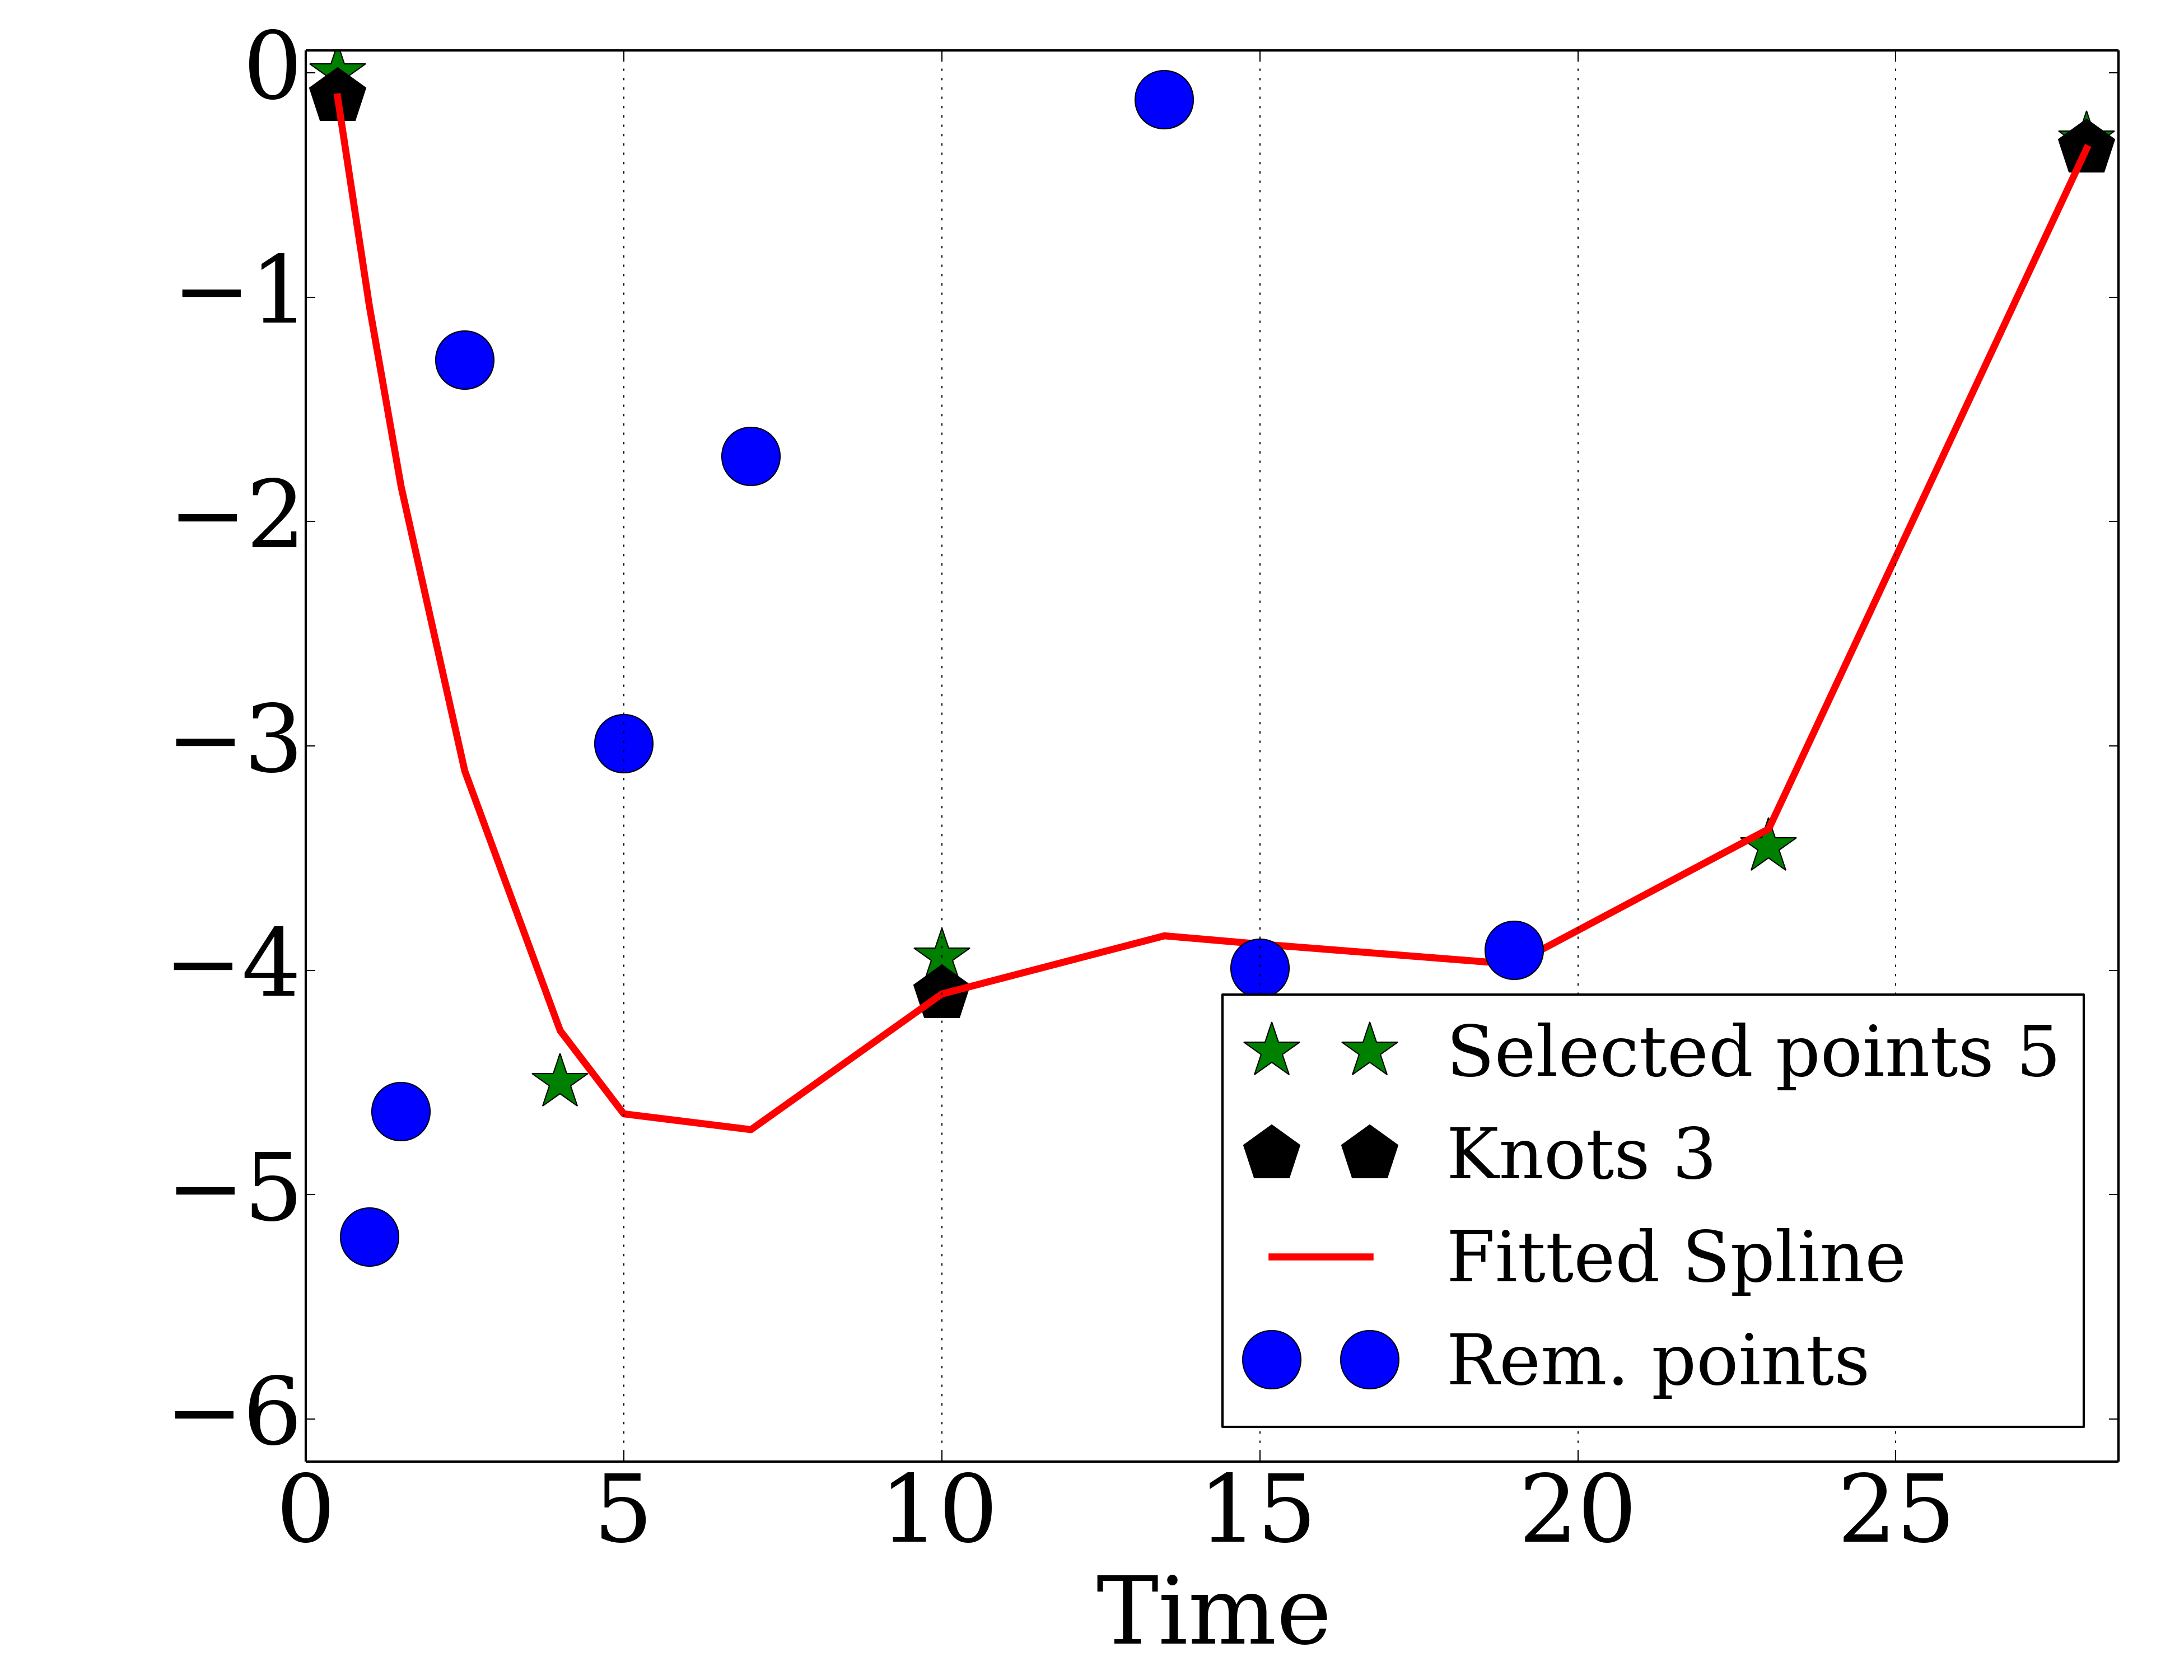 0
−1
−2
−3
−4
−5
−6
0 5 10 15 20 25
Time
Selected points 5
Knots 3
Fitted Spline
Rem. points